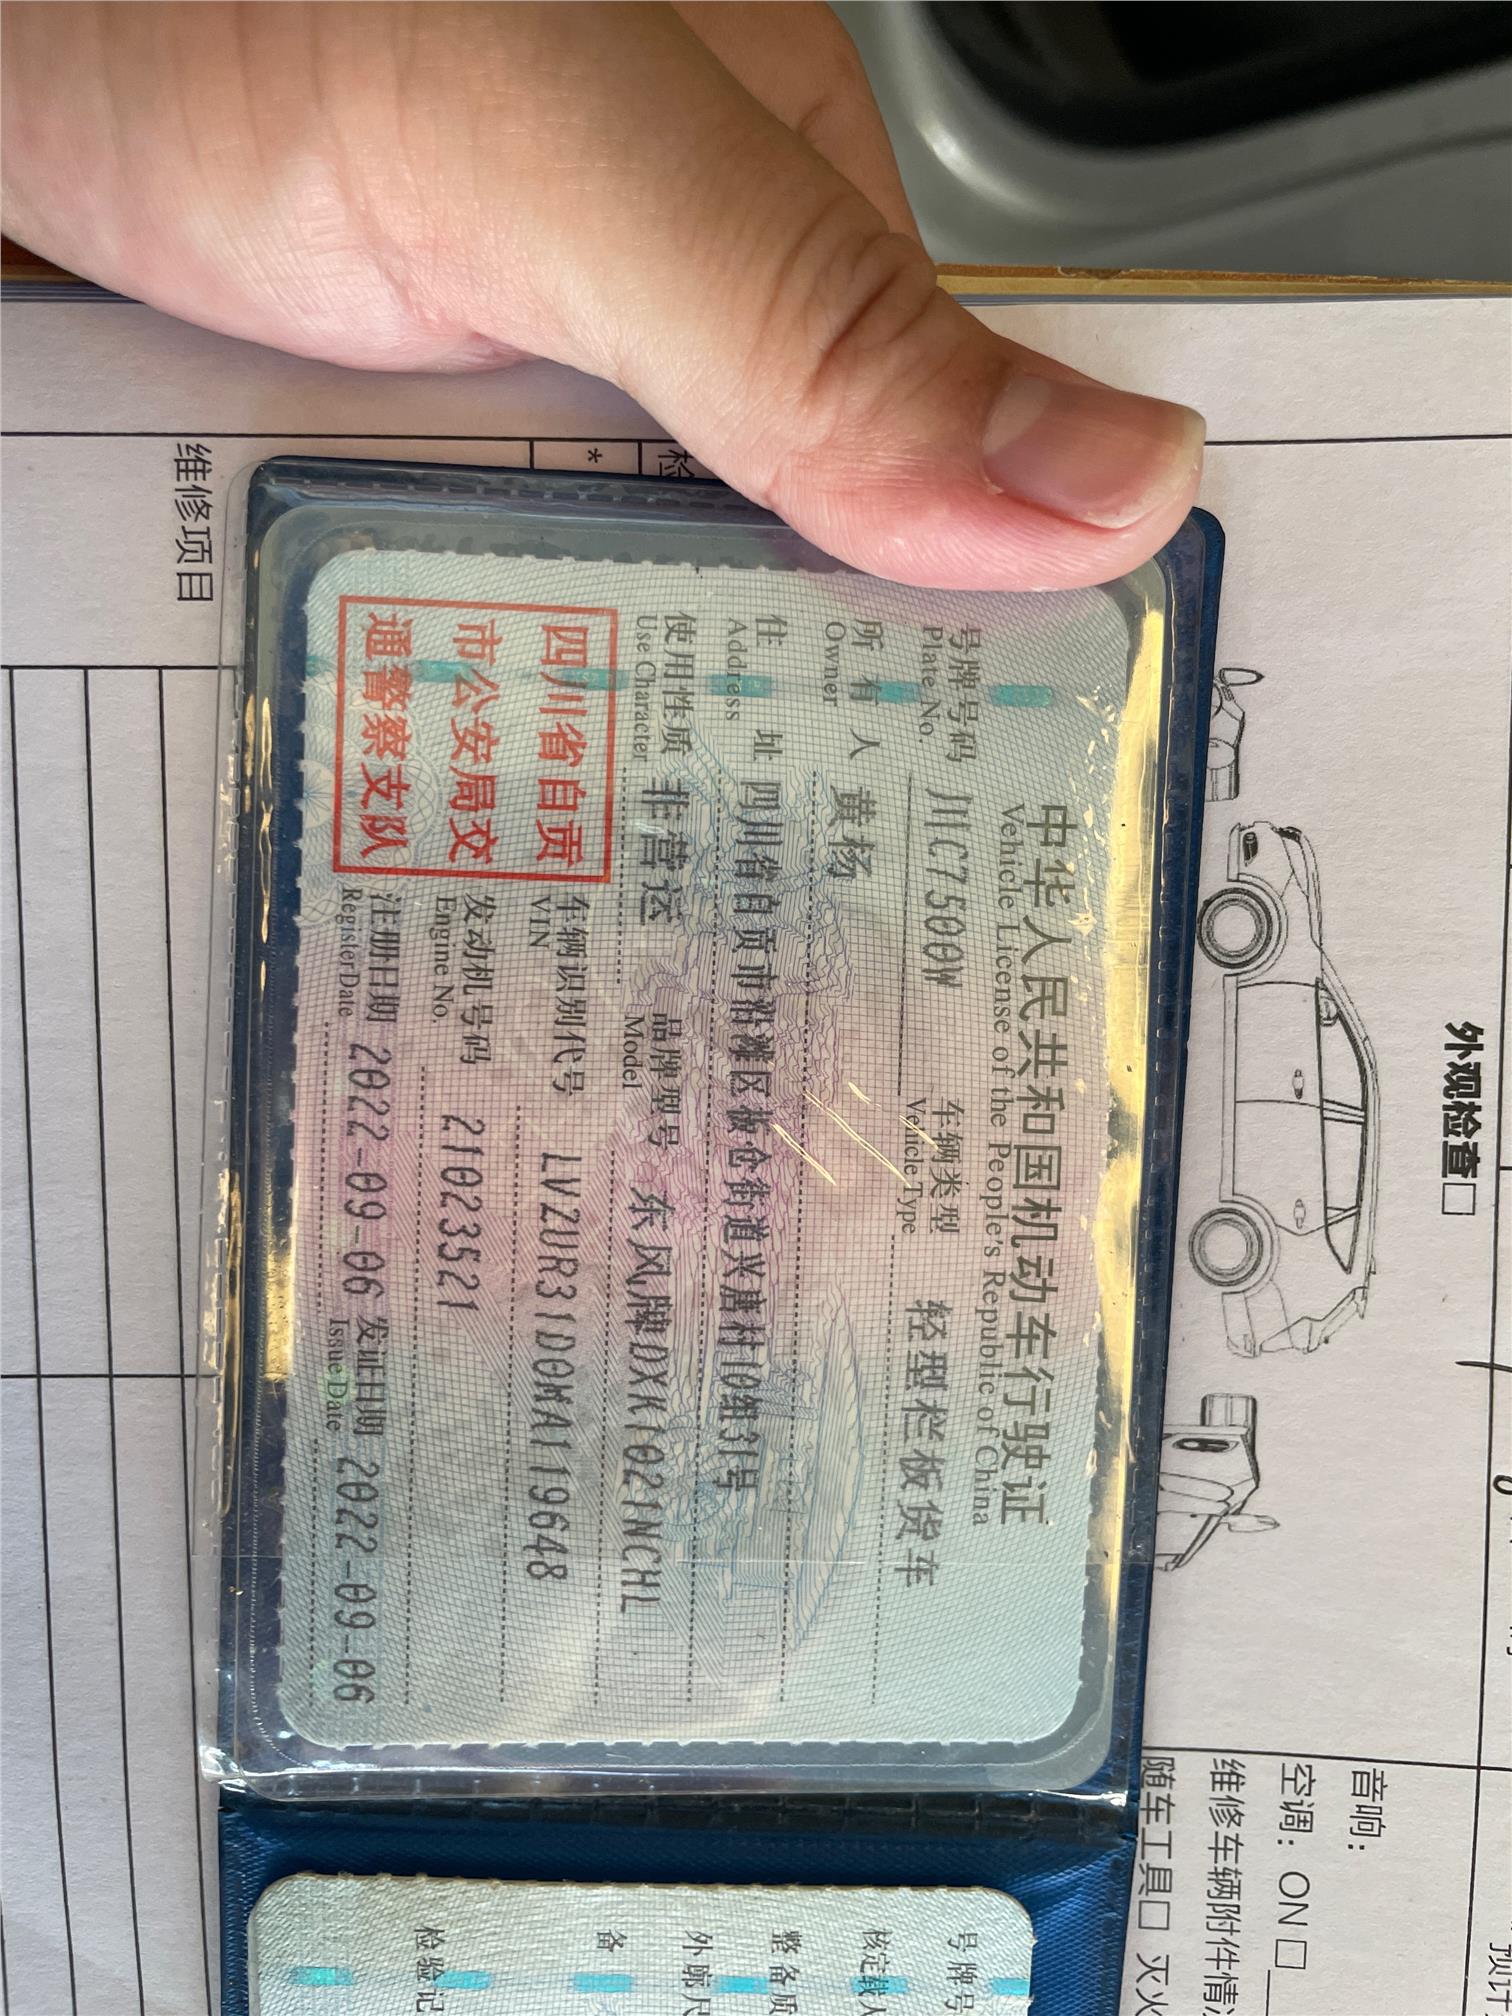 中华人民共和国机动车行驶证
Vehicle License of the People's Republic of China
号牌号码 川C7500W 车辆类型 轻型栏板货车
Plate No. Vehicle Type
所有人 黄杨
Owner
住址 四川省自贡市沿滩区板仓街道兴唐村10组31号
Address
使用性质 非营运 品牌型号 东风牌DXK1021NCHL
Use Character Model
四川省自贡
市公安局交
通警察支队
车辆识别代号 LVZUR31D0MA119648
VIN
发动机号码 21023521
Engine No.
注册日期 2022-09-06 发证日期 2022-09-06
Register Date Issue Date
号牌号
核定载人
整备质
外廓尺
备
检验记
外观检查□
音响：
空调：ON □
维修车辆附件情
随车工具□ 灭火
维修项目
*